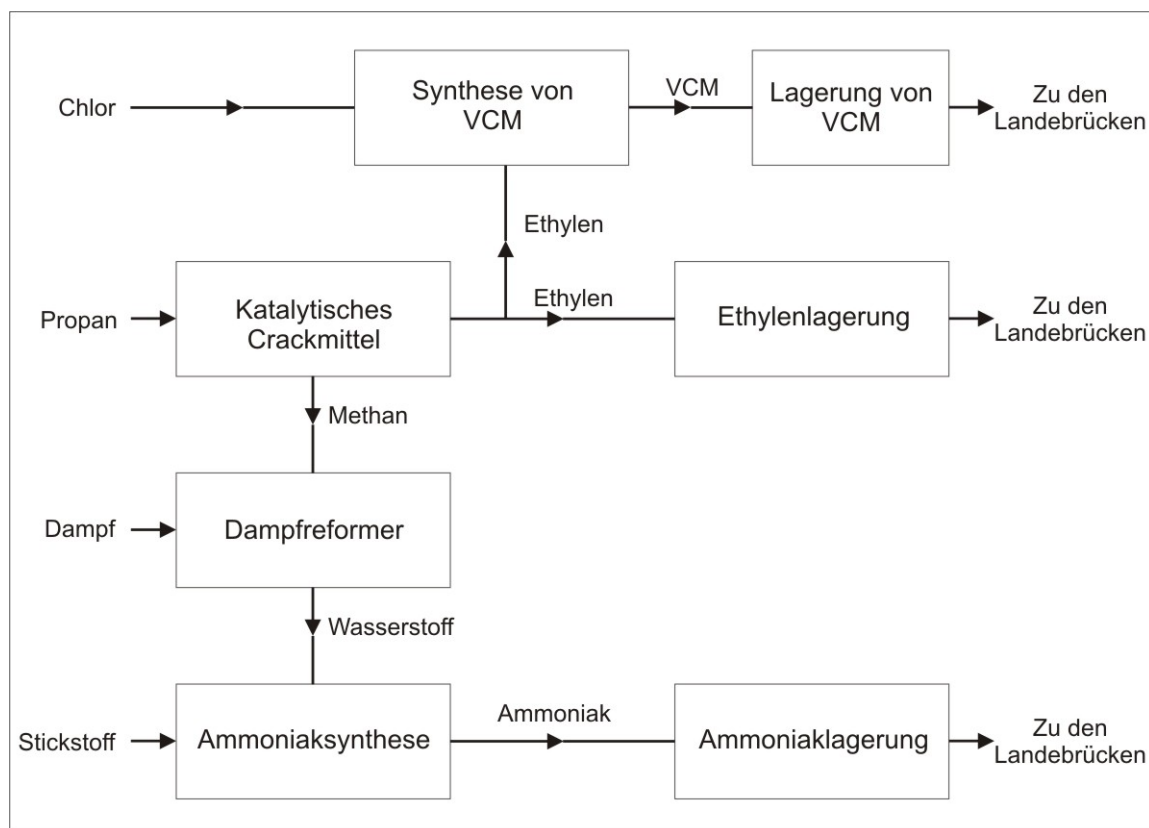 Chlor
Synthese von
VCM
VCM
Lagerung von
VCM
Zu den
Landebrücken
Ethylen
Propan
Katalytisches
Crackmittel
Ethylen
Ethylenlagerung
Zu den
Landebrücken
Methan
Dampf
Dampfreformer
Wasserstoff
Stickstoff
Ammoniaksynthese
Ammoniak
Ammoniaklagerung
Zu den
Landebrücken